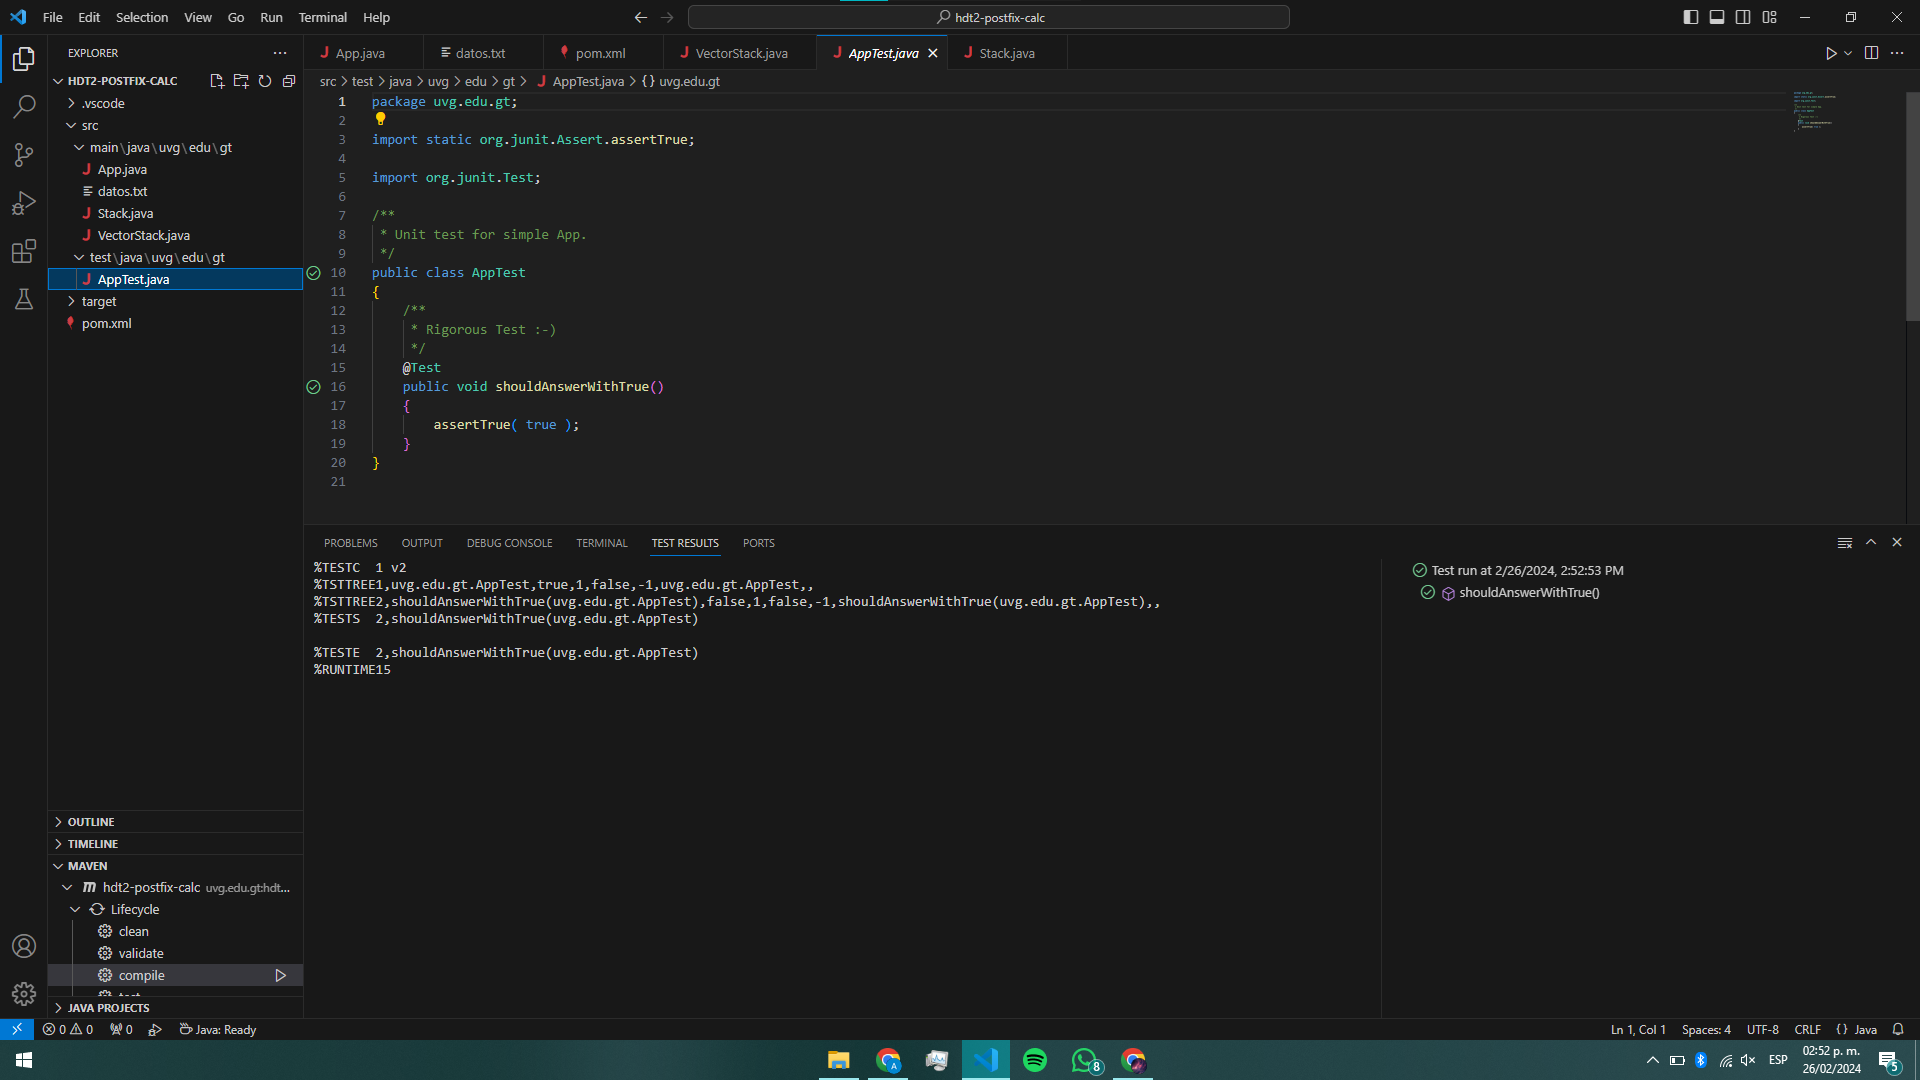 File Edit Selection View Go Run Terminal Help
hdt2-postfix-calc
EXPLORER
HDT2-POSTFIX-CALC
.vscode
src
main\java\uvg\edu\gt
App.java
datos.txt
Stack.java
VectorStack.java
test\java\uvg\edu\gt
AppTest.java
target
pom.xml
OUTLINE
TIMELINE
MAVEN
hdt2-postfix-calc uvg.edu.gt:hdt...
Lifecycle
clean
validate
compile
test
JAVA PROJECTS
App.java datos.txt pom.xml VectorStack.java AppTest.java Stack.java
src > test > java > uvg > edu > gt > AppTest.java > {} uvg.edu.gt
1 package uvg.edu.gt;
2
3 import static org.junit.Assert.assertTrue;
4
5 import org.junit.Test;
6
7 /**
8 * Unit test for simple App.
9 */
10 public class AppTest
11 {
12 /**
13 * Rigorous Test :-)
14 */
15 @Test
16 public void shouldAnswerWithTrue()
17 {
18 assertTrue( true );
19 }
20 }
21
PROBLEMS OUTPUT DEBUG CONSOLE TERMINAL TEST RESULTS PORTS
%TESTC 1 v2
%TSTTREE1,uvg.edu.gt.AppTest,true,1,false,-1,uvg.edu.gt.AppTest,,
%TSTTREE2,shouldAnswerWithTrue(uvg.edu.gt.AppTest),false,1,false,-1,shouldAnswerWithTrue(uvg.edu.gt.AppTest),,
%TESTS 2,shouldAnswerWithTrue(uvg.edu.gt.AppTest)
%TESTE 2,shouldAnswerWithTrue(uvg.edu.gt.AppTest)
%RUNTIME15
Test run at 2/26/2024, 2:52:53 PM
shouldAnswerWithTrue()
0 0 0 Java: Ready
Ln 1, Col 1 Spaces: 4 UTF-8 CRLF {} Java
A 8
ESP
02:52 p. m.
26/02/2024
5